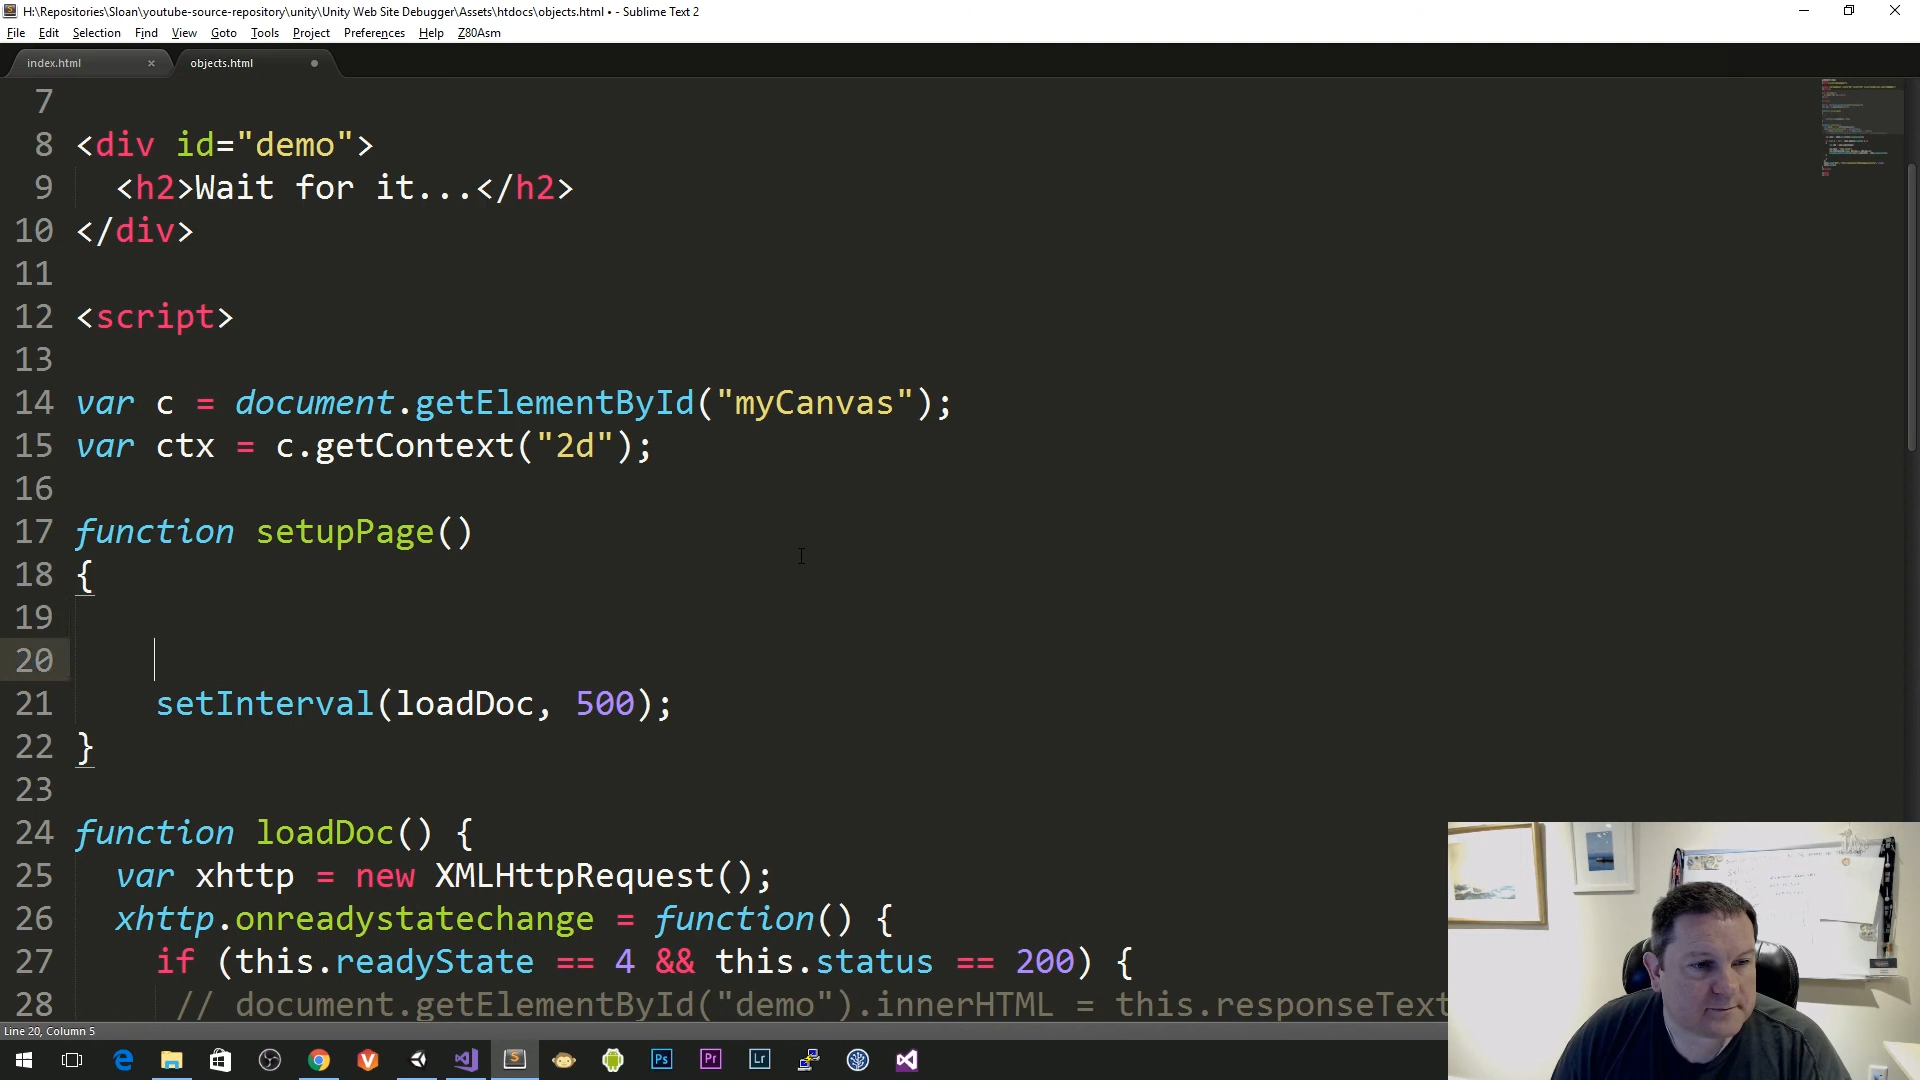 H:\Repositories\Sloan\youtube-source-repository\unity\Unity Web Site Debugger\Assets\htdocs\objects.html • - Sublime Text 2
File Edit Selection Find View Goto Tools Project Preferences Help Z80Asm
index.html × objects.html
7
8 <div id="demo">
9 <h2>Wait for it...</h2>
10 </div>
11
12 <script>
13
14 var c = document.getElementById("myCanvas");
15 var ctx = c.getContext("2d");
16
17 function setupPage()
18 {
19
20
21 setInterval(loadDoc, 500);
22 }
23
24 function loadDoc() {
25 var xhttp = new XMLHttpRequest();
26 xhttp.onreadystatechange = function() {
27 if (this.readyState == 4 && this.status == 200) {
28 // document.getElementById("demo").innerHTML = this.responseText
Line 20, Column 5
Ps Pr Lr